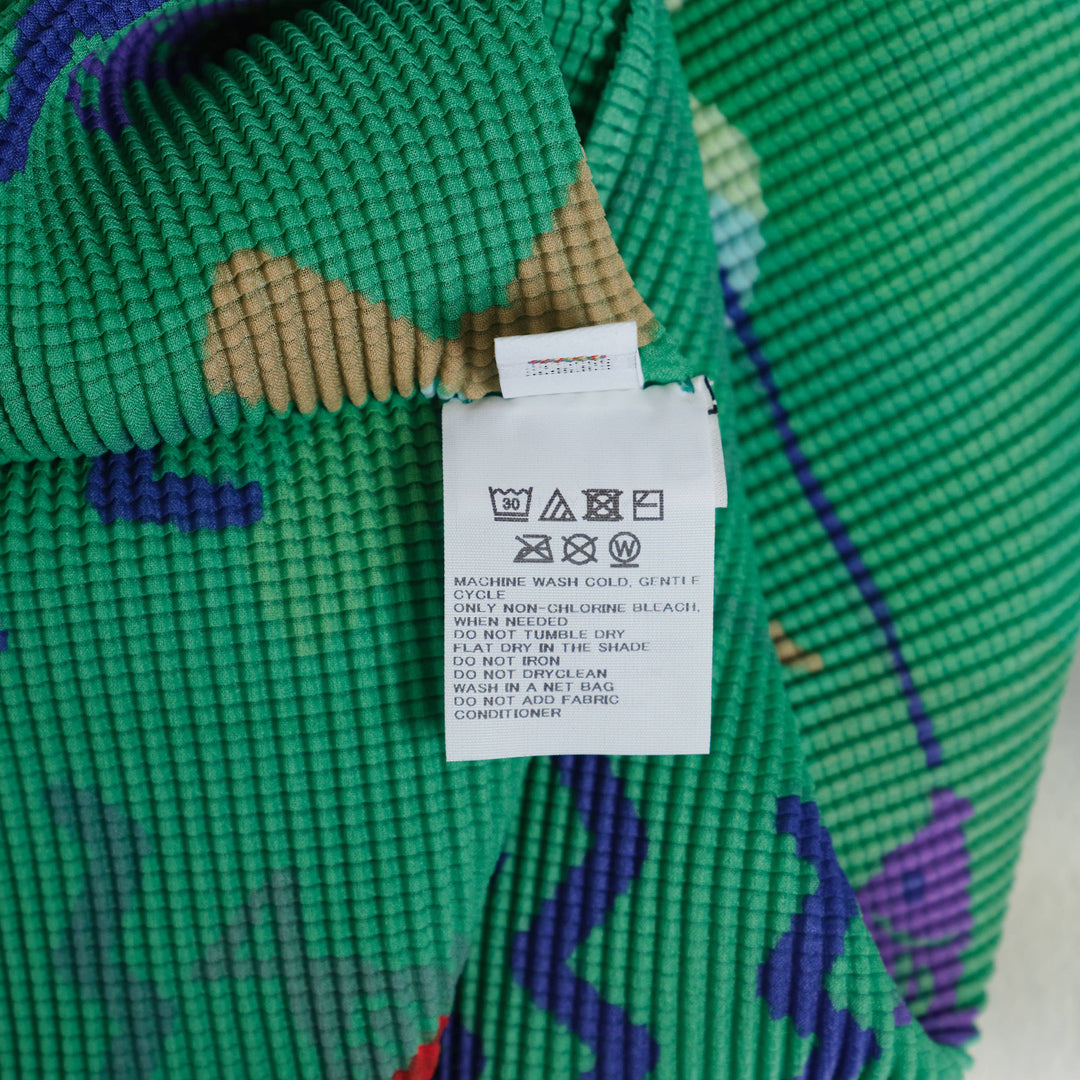 30
W
MACHINE WASH COLD, GENTLE
CYCLE
ONLY NON-CHLORINE BLEACH,
WHEN NEEDED
DO NOT TUMBLE DRY
FLAT DRY IN THE SHADE
DO NOT IRON
DO NOT DRYCLEAN
WASH IN A NET BAG
DO NOT ADD FABRIC
CONDITIONER